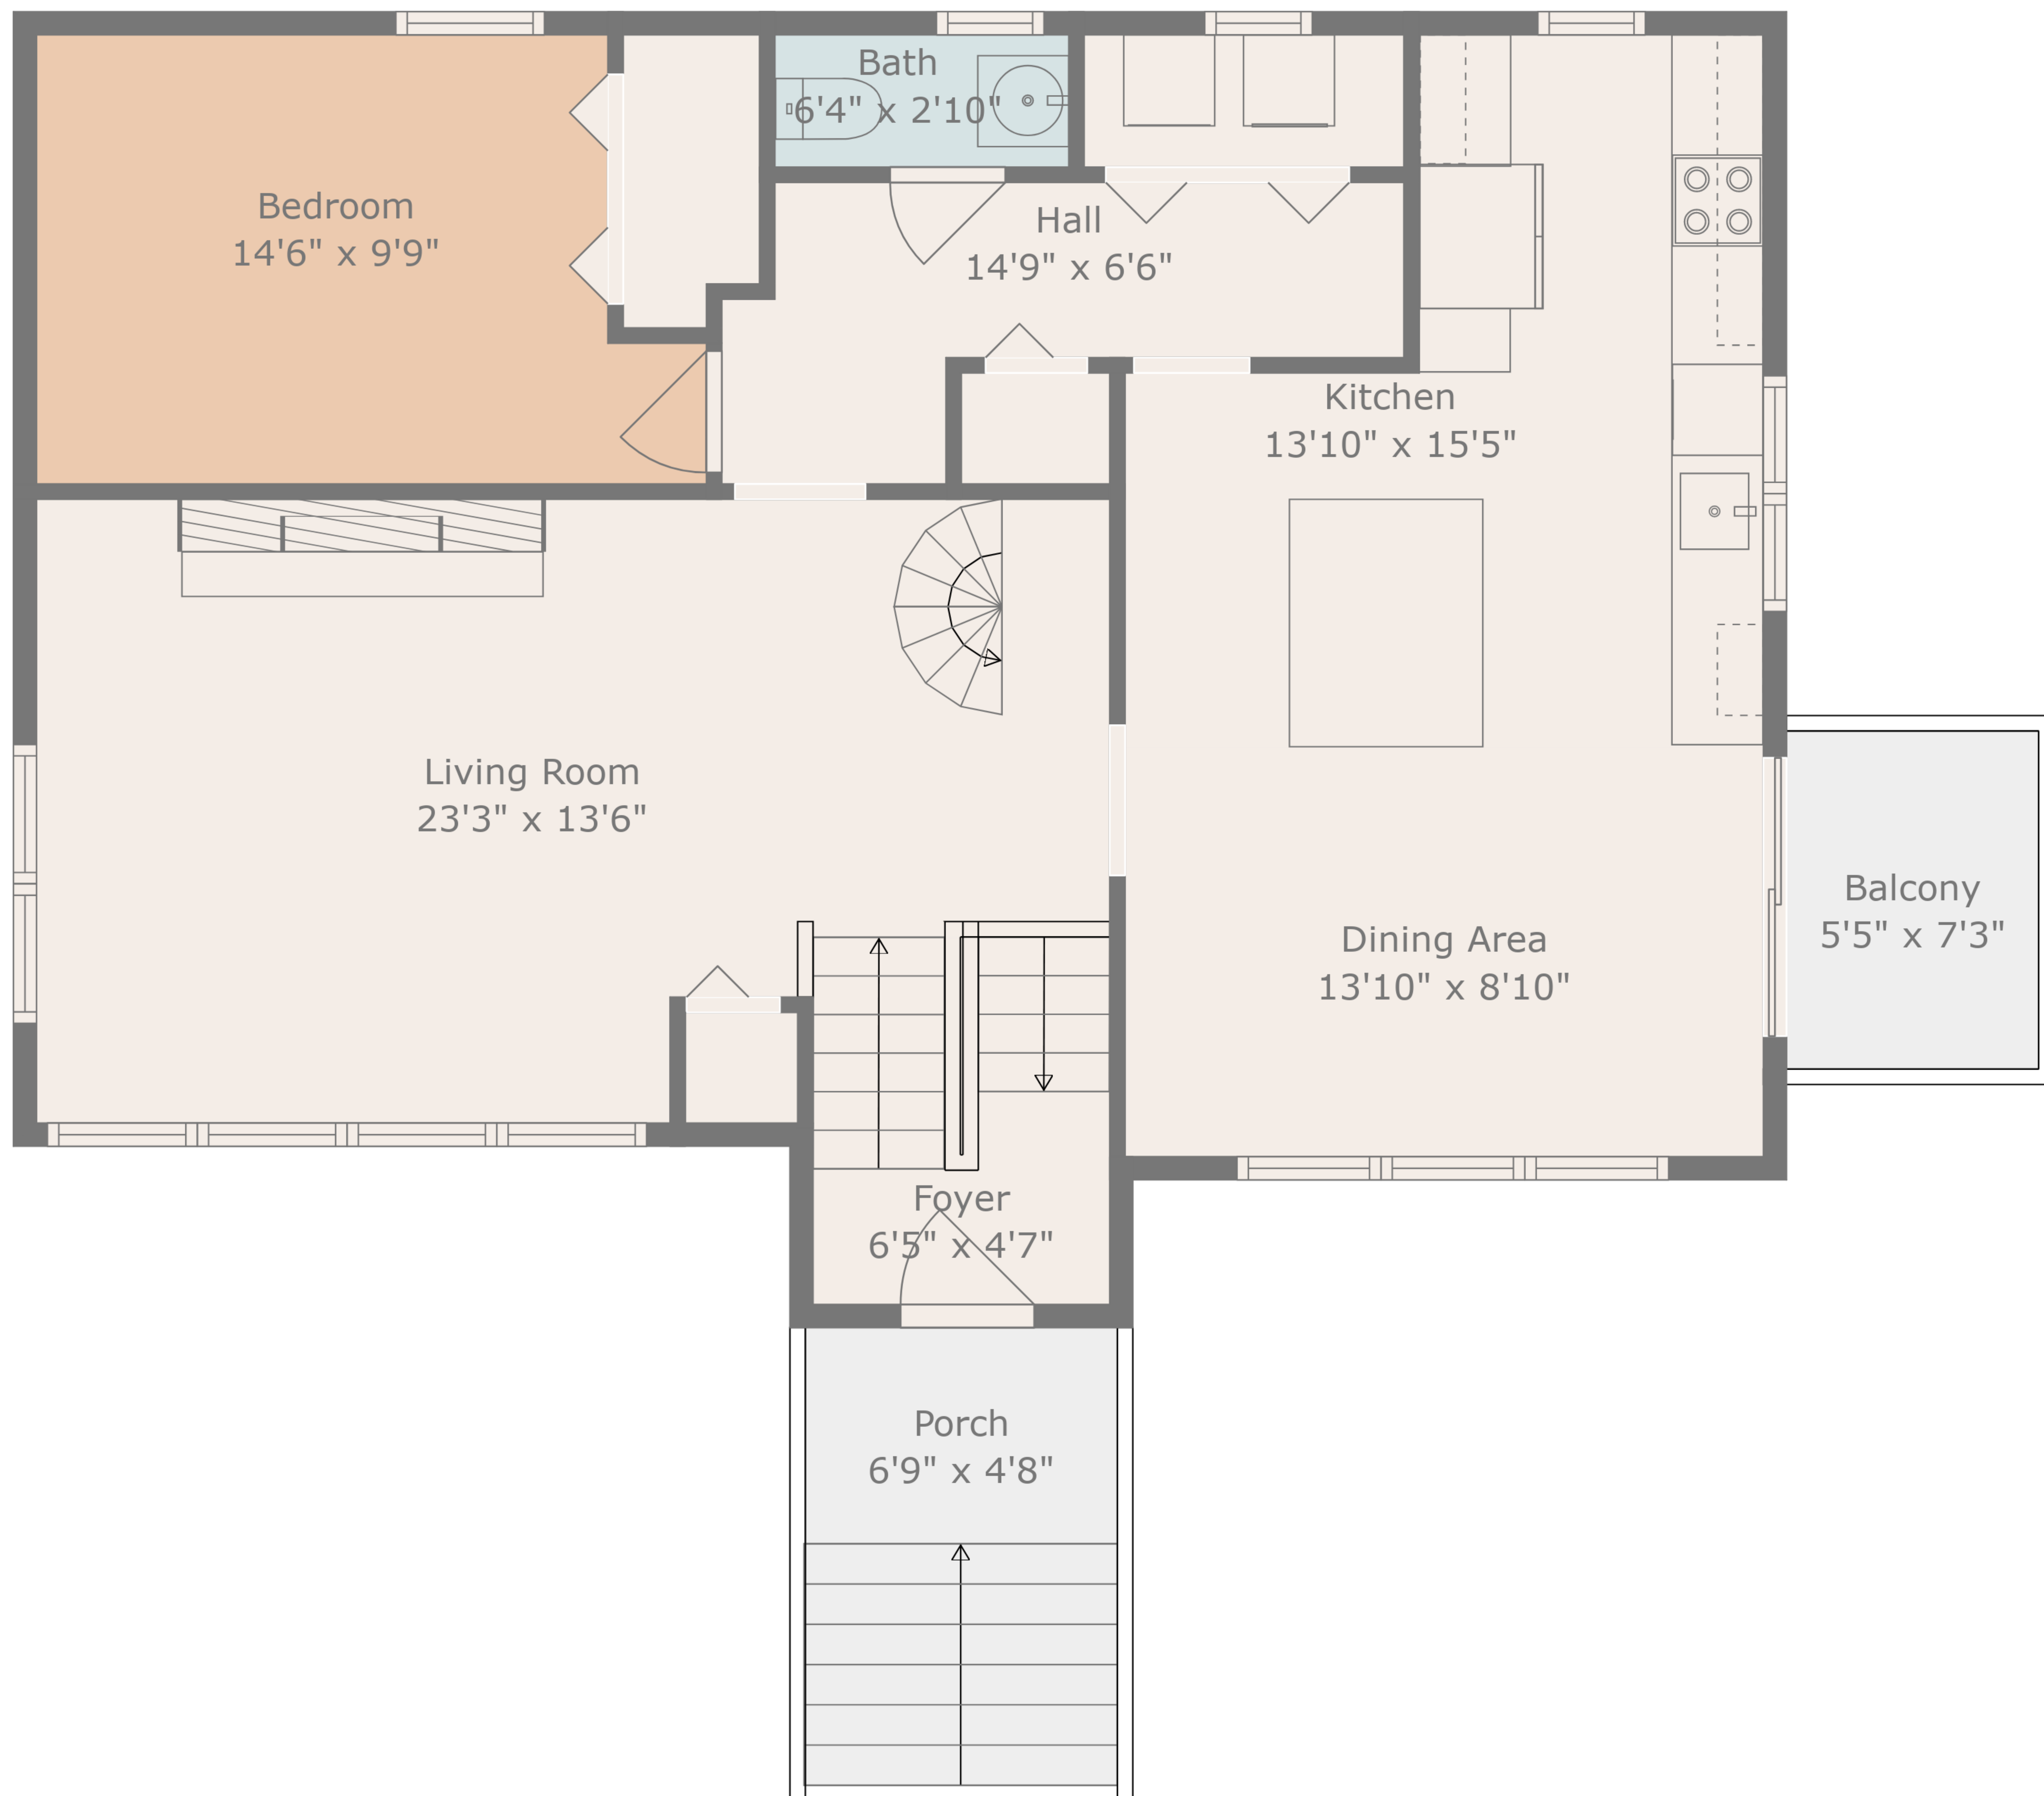 Bath
6'4" x 2'10"
Bedroom
14'6" x 9'9"
Hall
14'9" x 6'6"
Kitchen
13'10" x 15'5"
Living Room
23'3" x 13'6"
Balcony
5'5" x 7'3"
Dining Area
13'10" x 8'10"
Foyer
6'5" x 4'7"
Porch
6'9" x 4'8"